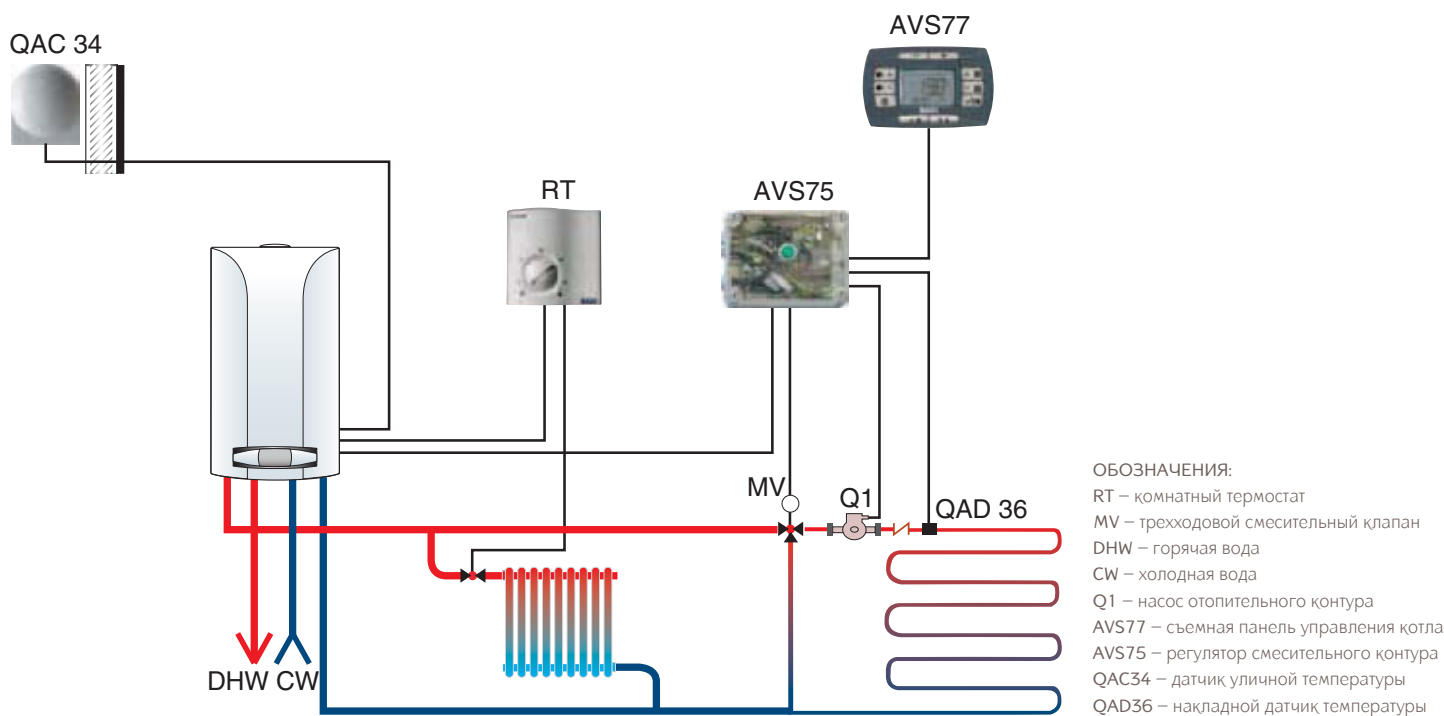 AVS77
QAC 34
RT
AVS75
MV
Q1
QAD 36
DHW CW
ОБОЗНАЧЕНИЯ:
RT – комнатный термостат
MV – трехходовой смесительный клапан
DHW – горячая вода
CW – холодная вода
Q1 – насос отопительного контура
AVS77 – съемная панель управления котла
AVS75 – регулятор смесительного контура
QAC34 – датчик уличной температуры
QAD36 – накладной датчик температуры